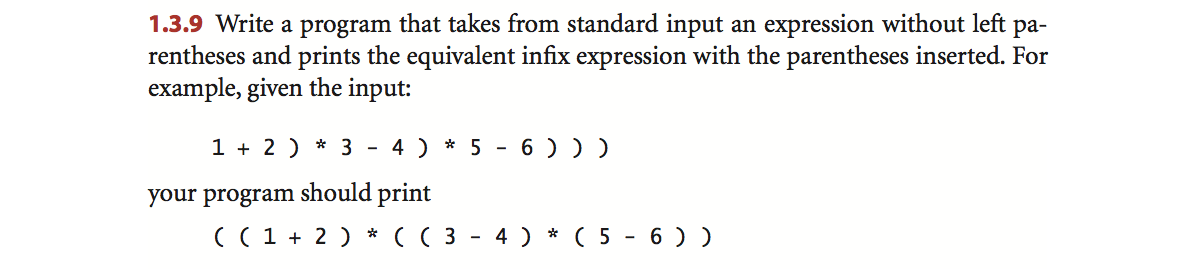 1.3.9 Write a program that takes from standard input an expression without left pa-
rentheses and prints the equivalent infix expression with the parentheses inserted. For
example, given the input:
1 + 2 ) * 3 - 4 ) * 5 - 6 ) ) )
your program should print
( ( 1 + 2 ) * ( ( 3 - 4 ) * ( 5 - 6 ) )